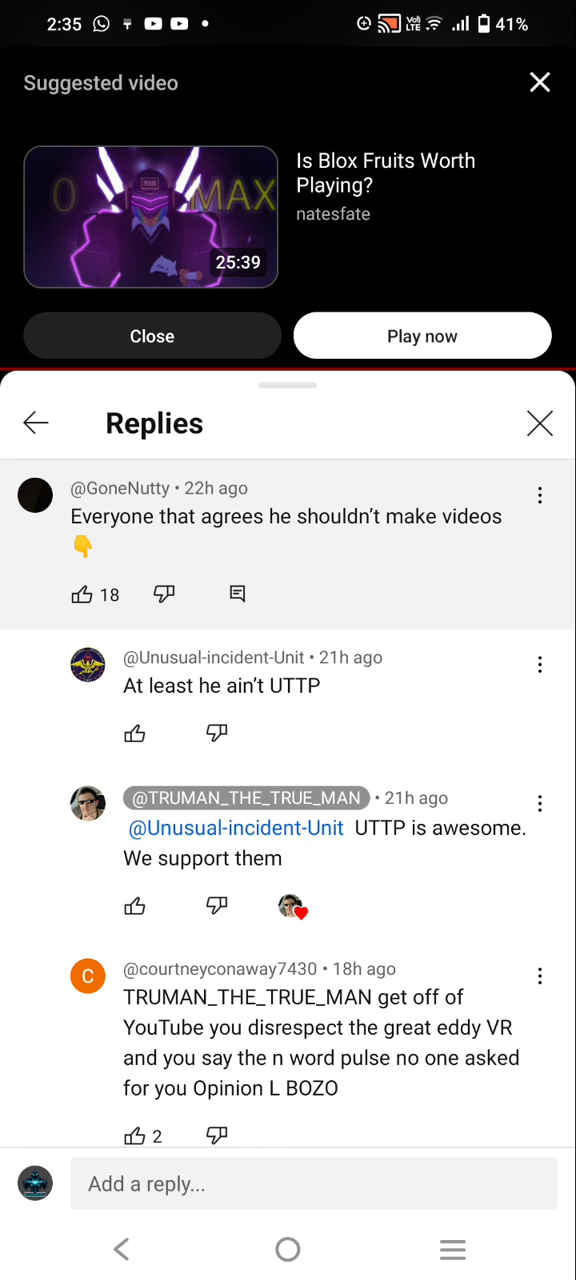 2:35
Vo)
LTE
41%
Suggested video
Is Blox Fruits Worth
Playing?
natesfate
0
MAX
25:39
Close
Play now
Replies
@GoneNutty • 22h ago
Everyone that agrees he shouldn't make videos
👇
18
@Unusual-incident-Unit • 21h ago
At least he ain't UTTP
@TRUMAN_THE_TRUE_MAN • 21h ago
@Unusual-incident-Unit UTTP is awesome.
We support them
C
@courtneyconaway7430 • 18h ago
TRUMAN_THE_TRUE_MAN get off of
YouTube you disrespect the great eddy VR
and you say the n word pulse no one asked
for you Opinion L BOZO
2
Add a reply...